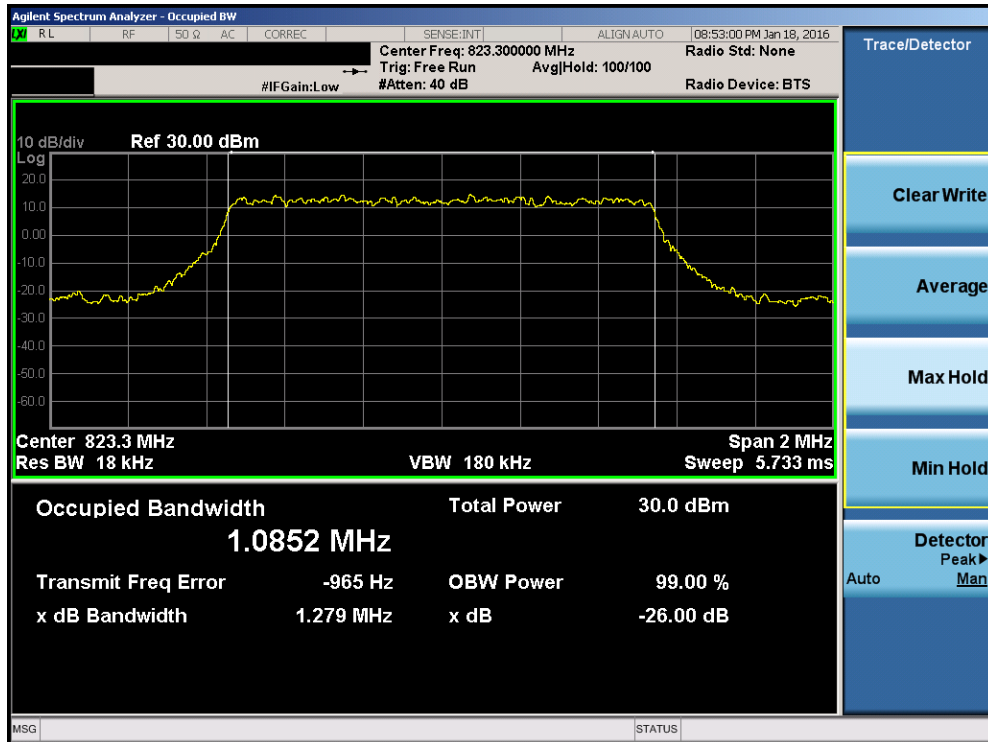 Agilent Spectrum Analyzer - Occupied BW
LXI RL RF 50 Ω AC CORREC SENSE:INT ALIGN AUTO 08:53:00 PM Jan 18, 2016
Center Freq: 823.300000 MHz Radio Std: None
Trig: Free Run Avg|Hold: 100/100
#IFGain:Low #Atten: 40 dB Radio Device: BTS
10 dB/div Ref 30.00 dBm
Log
20.0
10.0
0.00
-10.0
-20.0
-30.0
-40.0
-50.0
-60.0
Center 823.3 MHz Span 2 MHz
Res BW 18 kHz VBW 180 kHz Sweep 5.733 ms
Occupied Bandwidth Total Power 30.0 dBm
1.0852 MHz
Transmit Freq Error -965 Hz OBW Power 99.00 %
x dB Bandwidth 1.279 MHz x dB -26.00 dB
MSG STATUS
Trace/Detector
Clear Write
Average
Max Hold
Min Hold
Detector
Peak▶
Auto Man